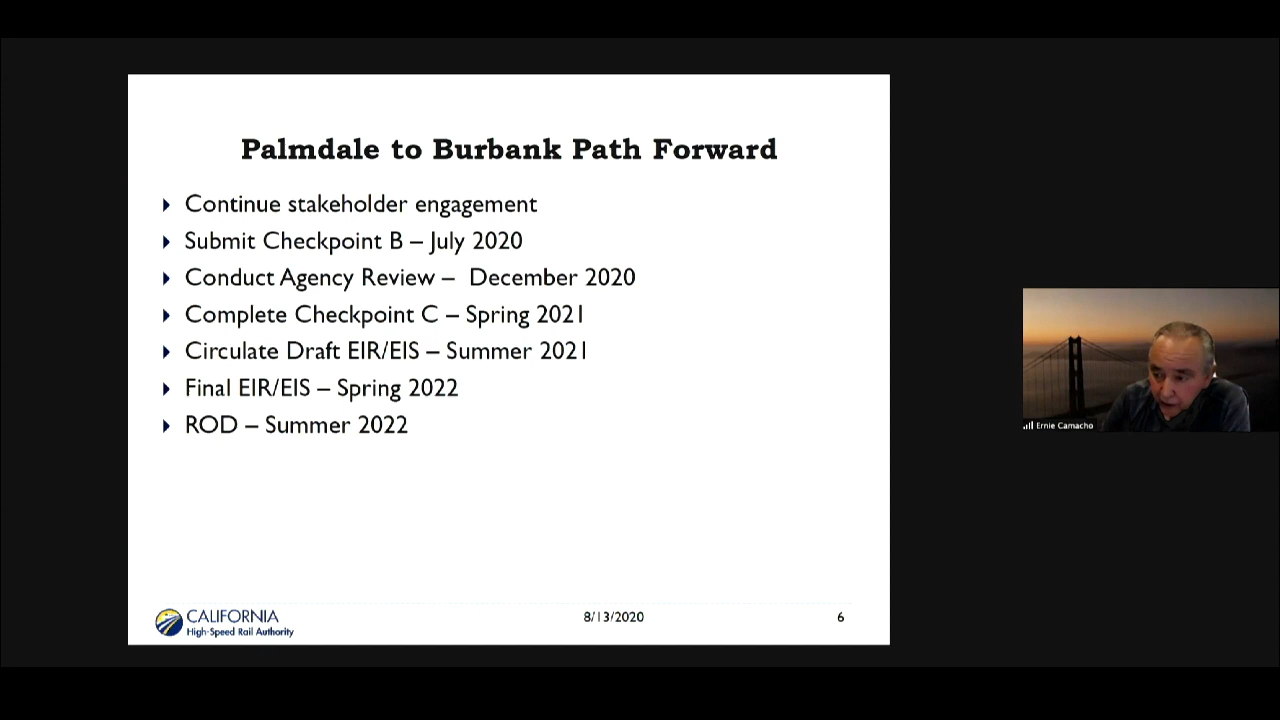 Palmdale to Burbank Path Forward
Continue stakeholder engagement
Submit Checkpoint B – July 2020
Conduct Agency Review – December 2020
Complete Checkpoint C – Spring 2021
Circulate Draft EIR/EIS – Summer 2021
Final EIR/EIS – Spring 2022
ROD – Summer 2022
CALIFORNIA
High-Speed Rail Authority
8/13/2020
6
Ernie Camacho